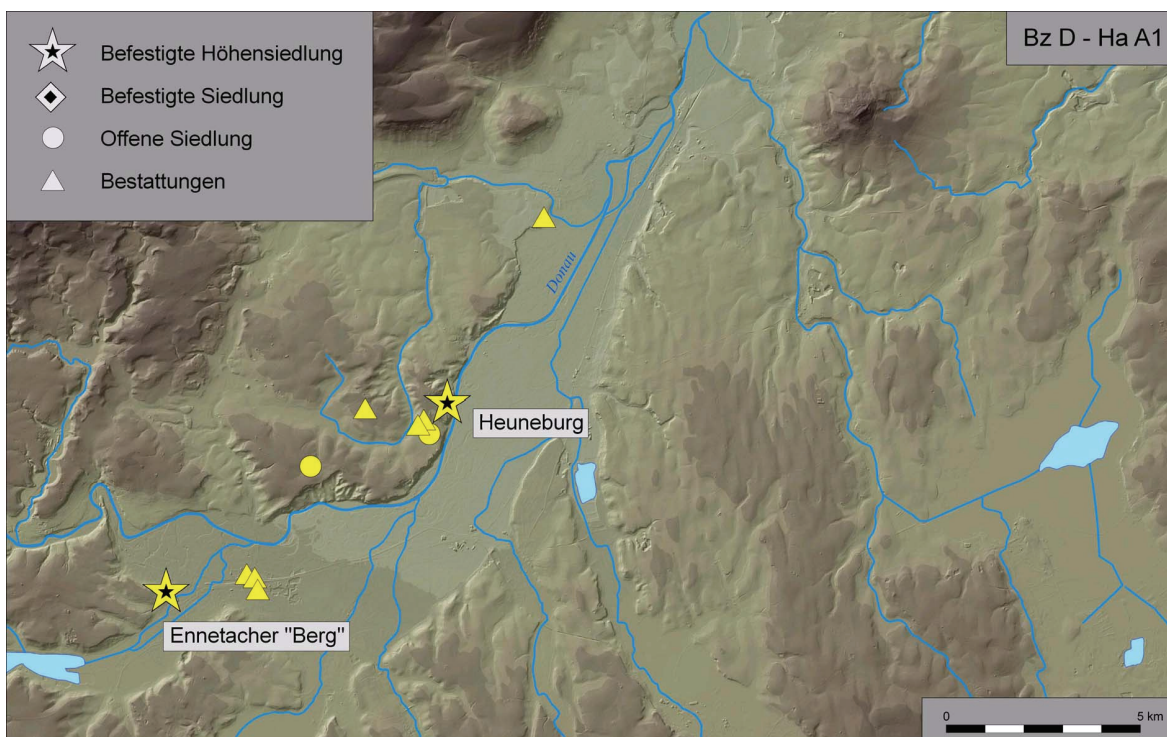 Befestigte Höhensiedlung
Befestigte Siedlung
Offene Siedlung
Bestattungen
Bz D - Ha A1
Donau
Heuneburg
Ennetacher "Berg"
0 5 km